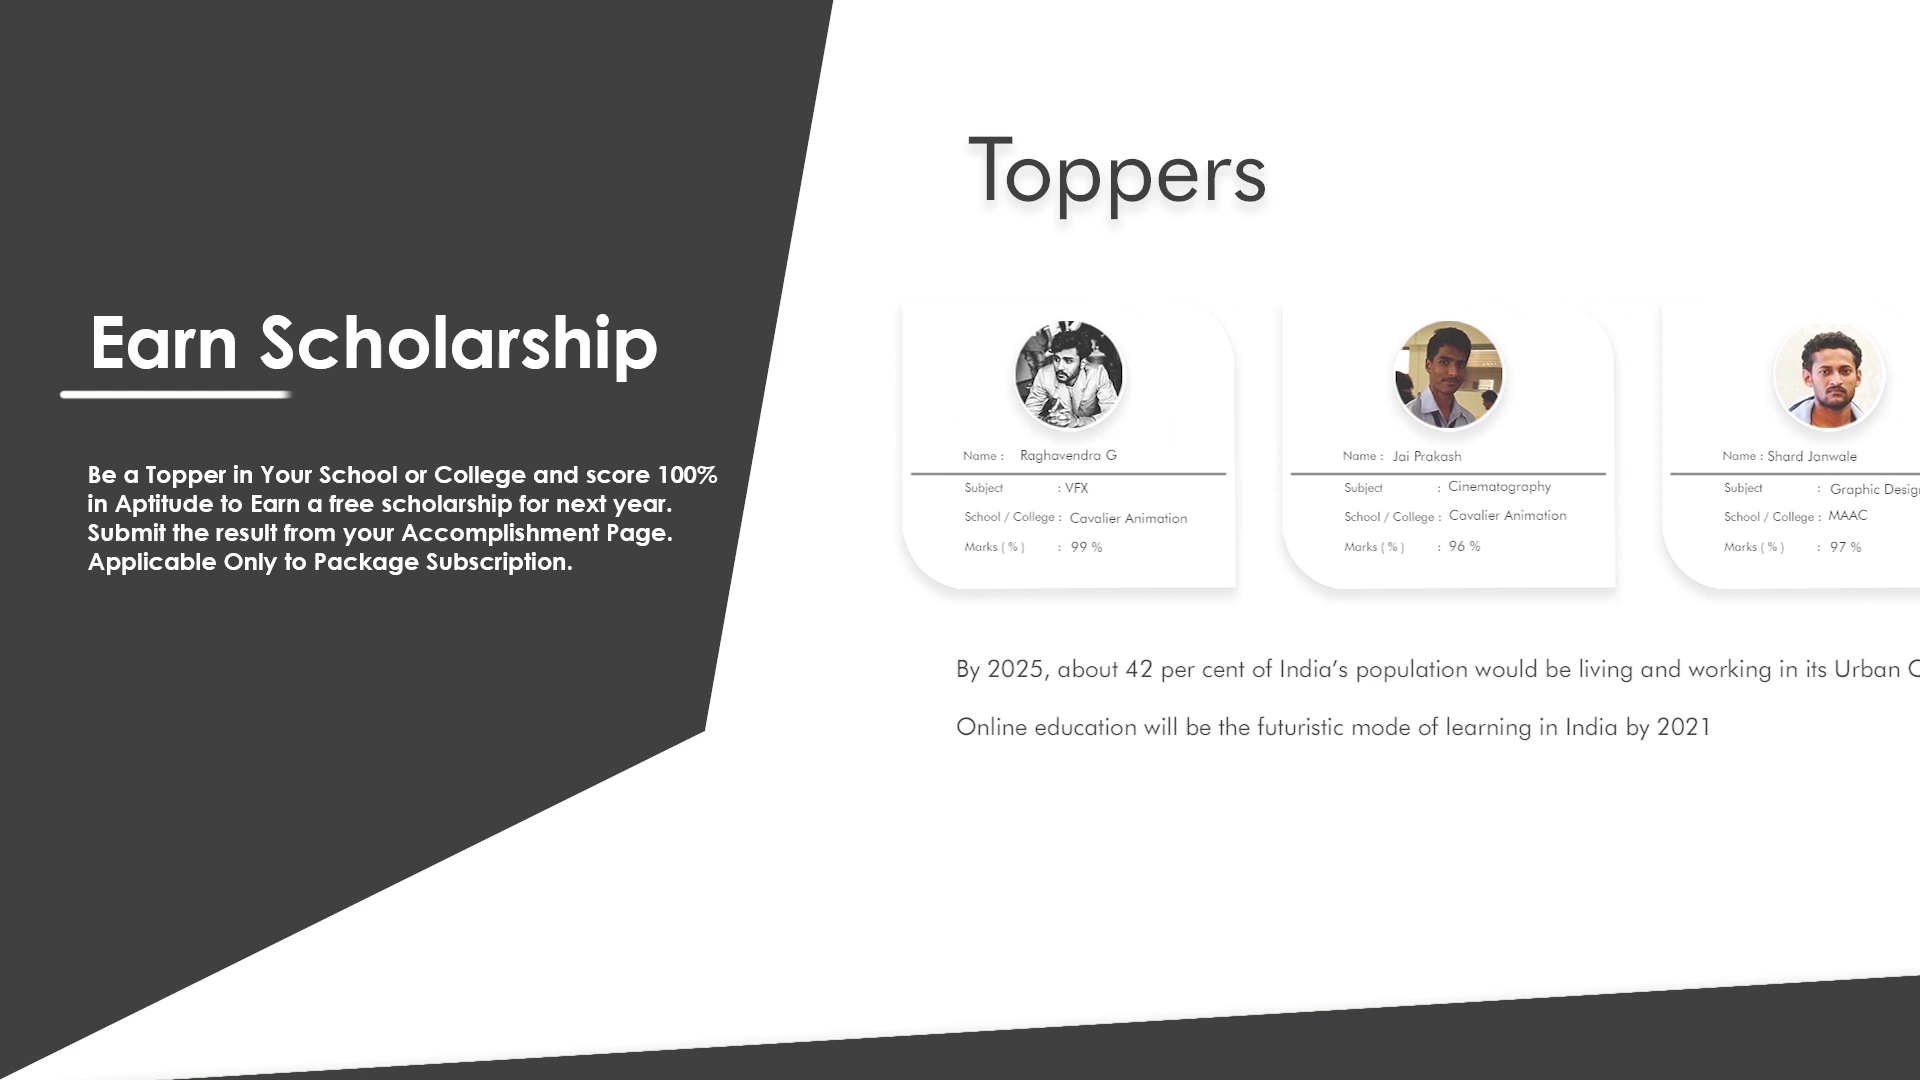 Earn Scholarship
Be a Topper in Your School or College and score 100%
in Aptitude to Earn a free scholarship for next year.
Submit the result from your Accomplishment Page.
Applicable Only to Package Subscription.
Toppers
Name : Raghavendra G
Subject : VFX
School / College : Cavalier Animation
Marks ( % ) : 99 %
Name : Jai Prakash
Subject : Cinematography
School / College : Cavalier Animation
Marks ( % ) : 96 %
Name : Shard Janwale
Subject : Graphic Design
School / College : MAAC
Marks ( % ) : 97 %
By 2025, about 42 per cent of India’s population would be living and working in its Urban
Online education will be the futuristic mode of learning in India by 2021